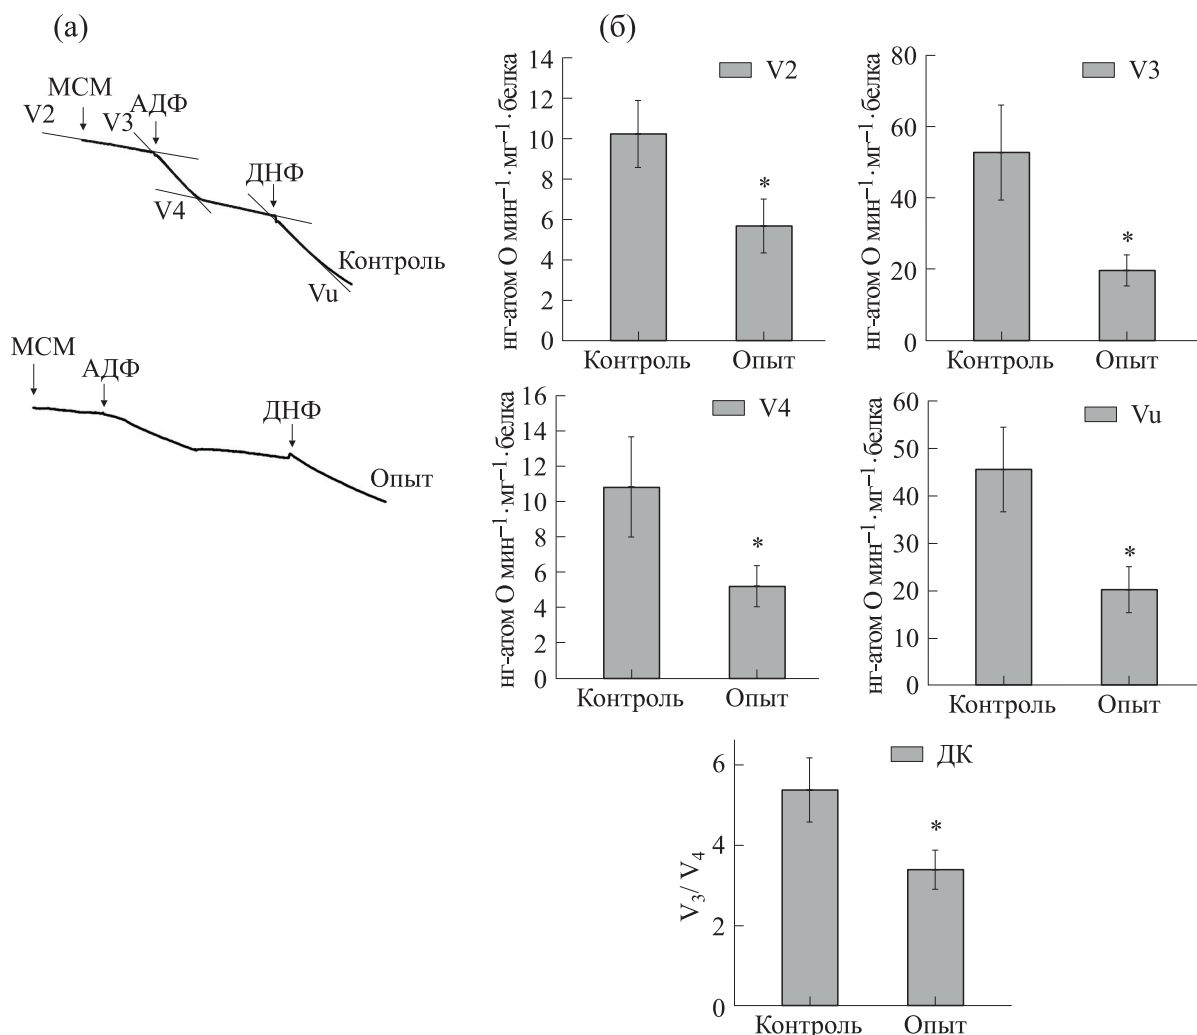 (а)
V2
МСМ
V3
АДФ
V4
ДНФ
Контроль
Vu
МСМ
АДФ
ДНФ
Опыт
(б)
нг-атом О мин⁻¹·мг⁻¹·белка
14
12
10
8
6
4
2
0
V2
*
Контроль
Опыт
нг-атом О мин⁻¹·мг⁻¹·белка
80
60
40
20
0
V3
*
Контроль
Опыт
нг-атом О мин⁻¹·мг⁻¹·белка
16
14
12
10
8
6
4
2
0
V4
*
Контроль
Опыт
нг-атом О мин⁻¹·мг⁻¹·белка
60
50
40
30
20
10
0
Vu
*
Контроль
Опыт
V₃/ V₄
6
4
2
0
ДК
*
Контроль
Опыт